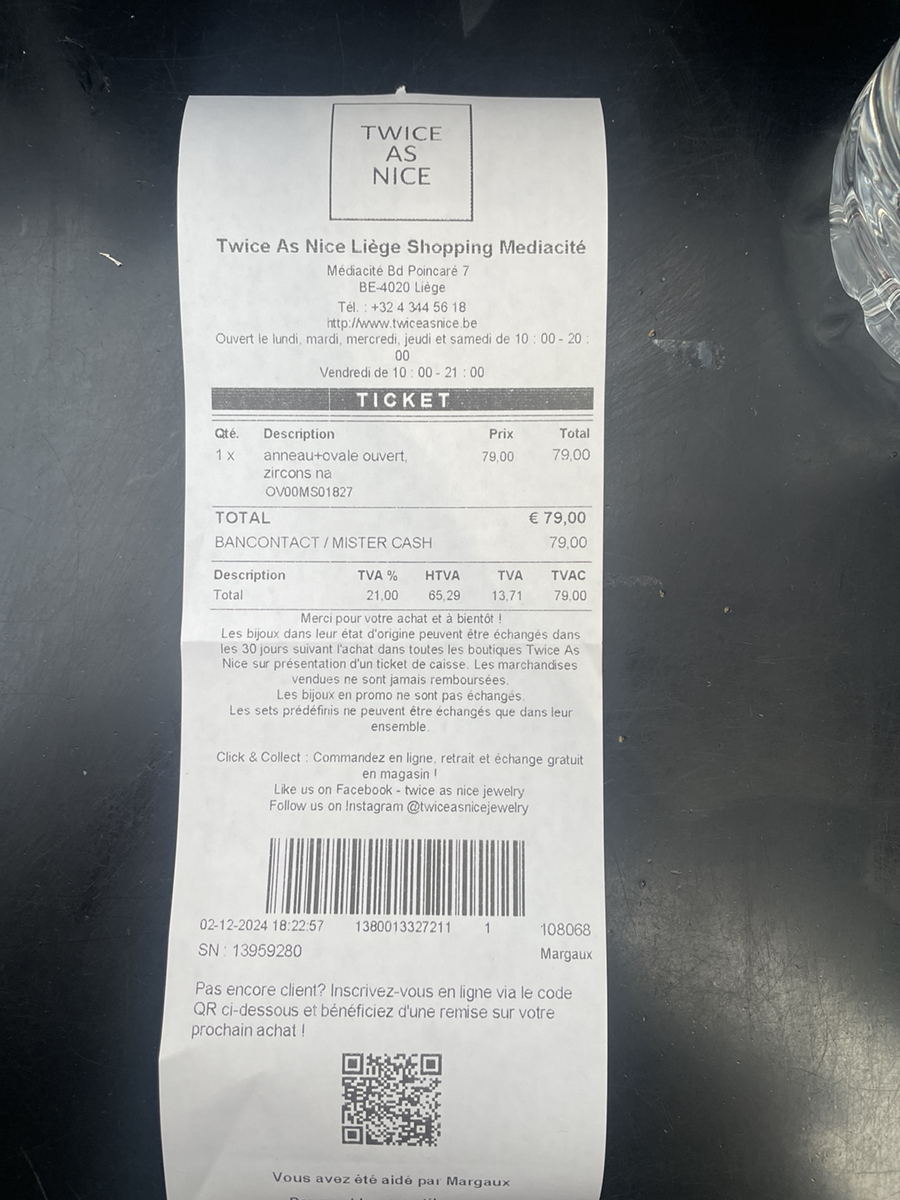 TWICE
AS
NICE
Twice As Nice Liège Shopping Mediacité
Médiacité Bd Poincaré 7
BE-4020 Liège
Tél. : +32 4 344 56 18
http://www.twiceasnice.be
Ouvert le lundi, mardi, mercredi, jeudi et samedi de 10 : 00 - 20 :
00
Vendredi de 10 : 00 - 21 : 00
TICKET
Qté. Description Prix Total
1 x anneau+ovale ouvert, 79,00 79,00
zircons na
OV00MS01827
TOTAL € 79,00
BANCONTACT / MISTER CASH 79,00
Description TVA % HTVA TVA TVAC
Total 21,00 65,29 13,71 79,00
Merci pour votre achat et à bientôt !
Les bijoux dans leur état d'origine peuvent être échangés dans
les 30 jours suivant l'achat dans toutes les boutiques Twice As
Nice sur présentation d'un ticket de caisse. Les marchandises
vendues ne sont jamais remboursées.
Les bijoux en promo ne sont pas échangés.
Les sets prédéfinis ne peuvent être échangés que dans leur
ensemble.
Click & Collect : Commandez en ligne, retrait et échange gratuit
en magasin !
Like us on Facebook - twice as nice jewelry
Follow us on Instagram @twiceasnicejewelry
02-12-2024 18:22:57 1380013327211 1 108068
SN : 13959280 Margaux
Pas encore client? Inscrivez-vous en ligne via le code
QR ci-dessous et bénéficiez d'une remise sur votre
prochain achat !
Vous avez été aidé par Margaux